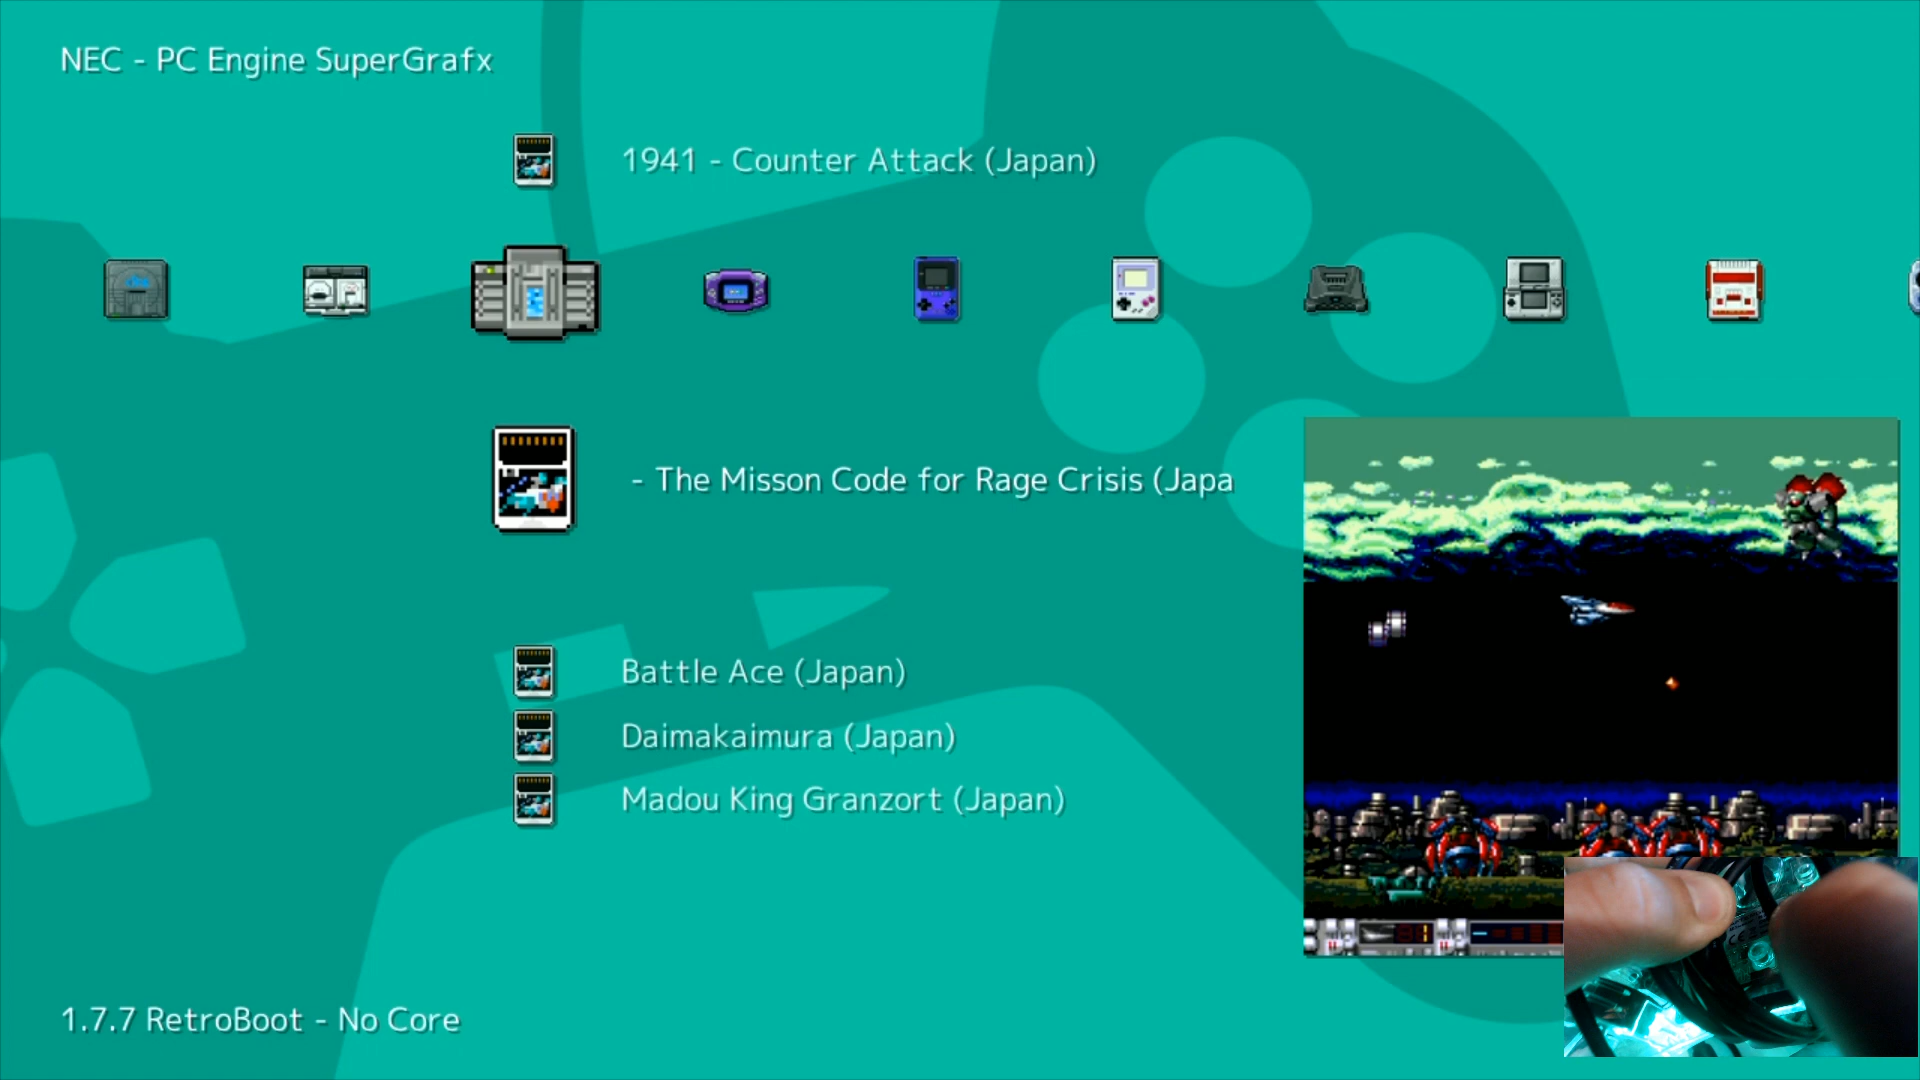 NEC - PC Engine SuperGrafx
1941 - Counter Attack (Japan)
- The Misson Code for Rage Crisis (Japa
Battle Ace (Japan)
Daimakaimura (Japan)
Madou King Granzort (Japan)
1.7.7 RetroBoot - No Core